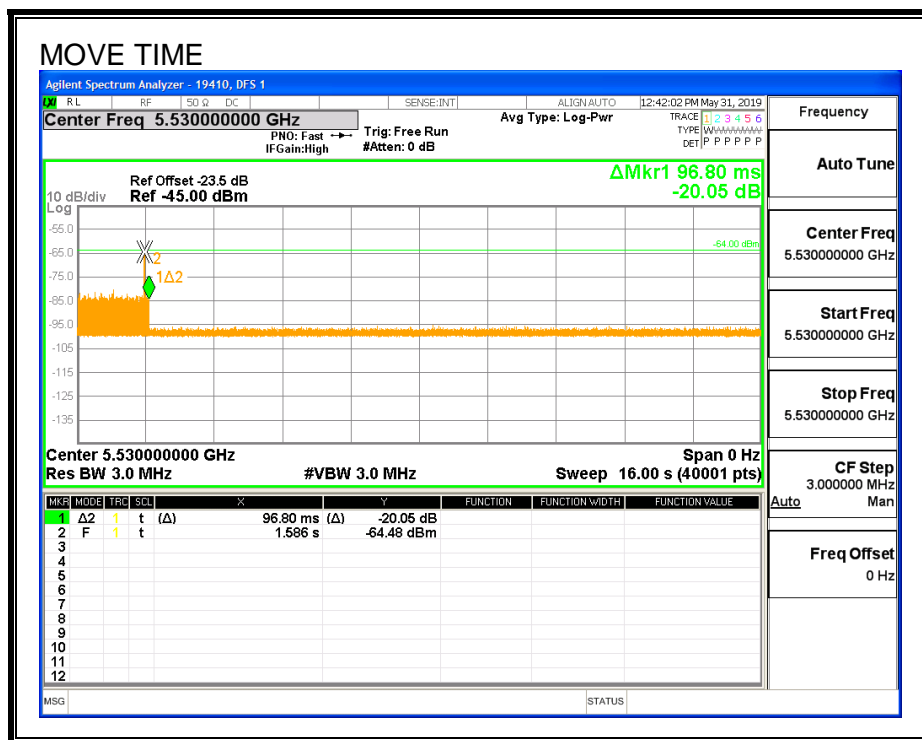 MOVE TIME
Agilent Spectrum Analyzer - 19410, DFS 1
LXI RL RF 50 Ω DC SENSE:INT ALIGN AUTO 12:42:02 PM May 31, 2019
Center Freq 5.530000000 GHz Avg Type: Log-Pwr TRACE 1 2 3 4 5 6
PNO: Fast Trig: Free Run TYPE WWWWWW
IFGain:High #Atten: 0 dB DET P P P P P P
ΔMkr1 96.80 ms
Ref Offset -23.5 dB -20.05 dB
10 dB/div Ref -45.00 dBm
Log
-55.0
-64.00 dBm
-65.0
2
-75.0
1Δ2
-85.0
-95.0
-105
-115
-125
-135
Center 5.530000000 GHz Span 0 Hz
Res BW 3.0 MHz #VBW 3.0 MHz Sweep 16.00 s (40001 pts)
MKR MODE TRC SCL X Y FUNCTION FUNCTION WIDTH FUNCTION VALUE
1 Δ2 1 t (Δ) 96.80 ms (Δ) -20.05 dB
2 F 1 t 1.586 s -64.48 dBm
3
4
5
6
7
8
9
10
11
12
MSG STATUS
Frequency
Auto Tune
Center Freq
5.530000000 GHz
Start Freq
5.530000000 GHz
Stop Freq
5.530000000 GHz
CF Step
3.000000 MHz
Auto Man
Freq Offset
0 Hz